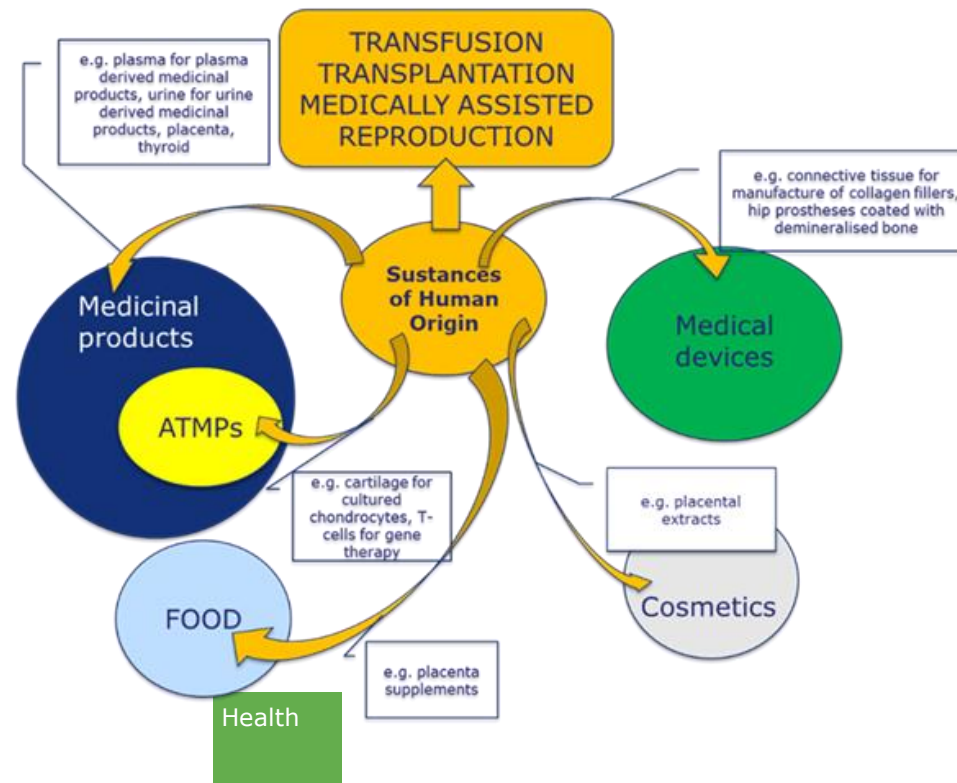 TRANSFUSION
TRANSPLANTATION
MEDICALLY ASSISTED
REPRODUCTION
e.g. plasma for plasma
derived medicinal
products, urine for urine
derived medicinal
products, placenta,
thyroid
e.g. connective tissue for
manufacture of collagen fillers,
hip prostheses coated with
demineralised bone
Sustances
of Human
Origin
Medicinal
products
Medical
devices
ATMPs
e.g. cartilage for
cultured
chondrocytes, T-
cells for gene
therapy
e.g. placental
extracts
FOOD
Cosmetics
e.g. placenta
supplements
Health